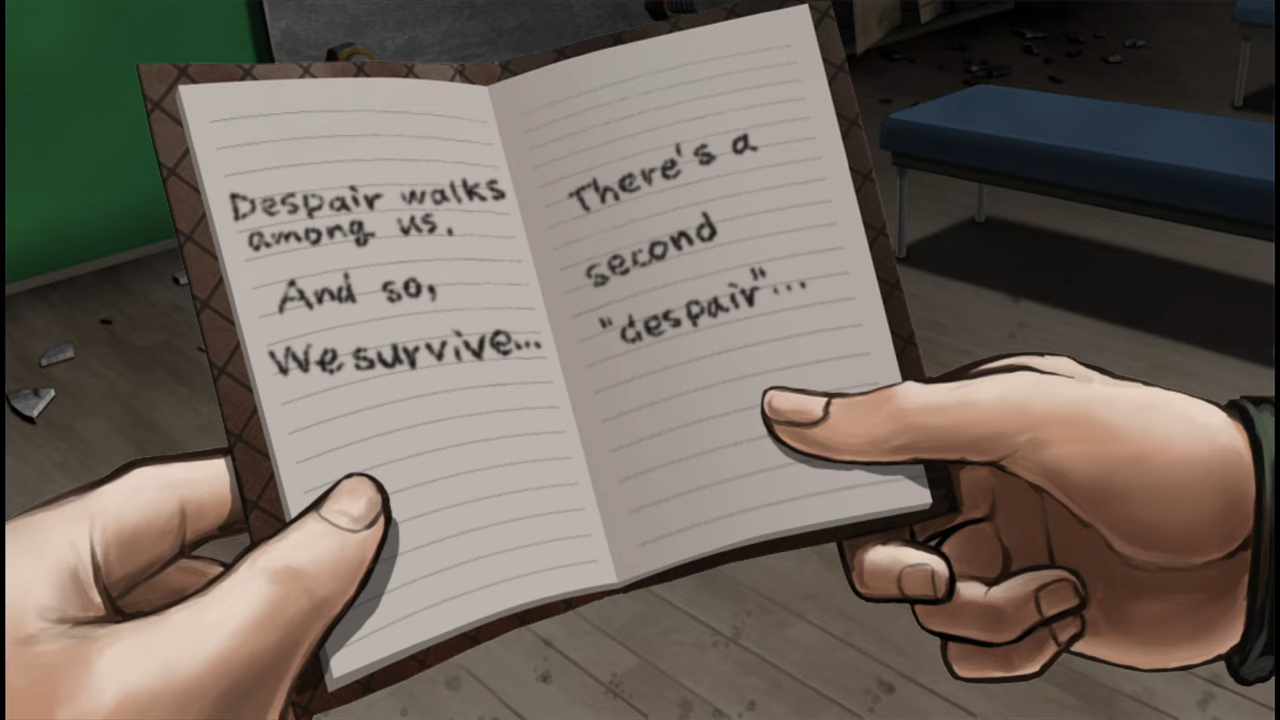 Despair walks
among us.
And so,
We survive...
There's a
second
"despair"...